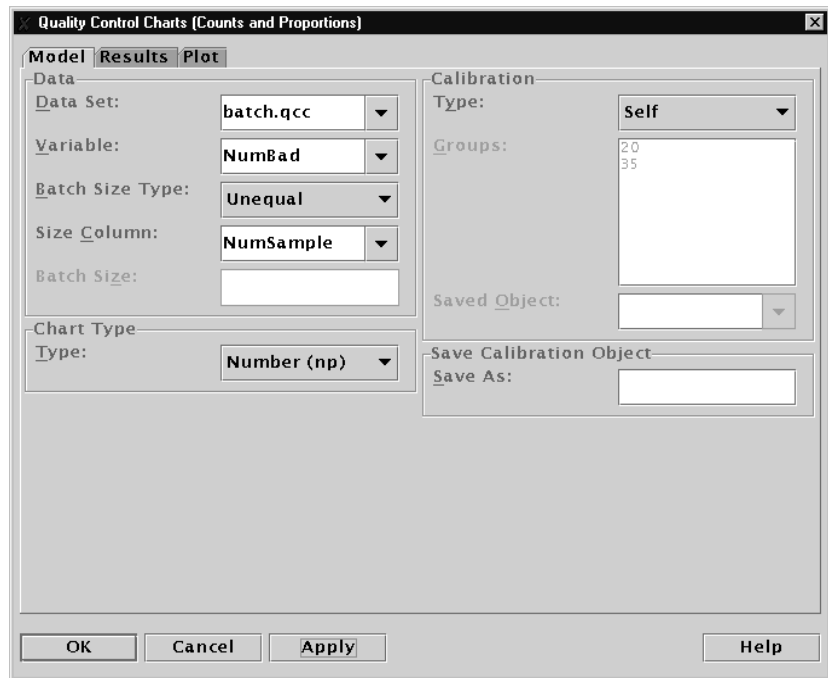 Quality Control Charts (Counts and Proportions)
Model Results Plot
Data
Data Set: batch.qcc
Variable: NumBad
Batch Size Type: Unequal
Size Column: NumSample
Batch Size:
Chart Type
Type: Number (np)
Calibration
Type: Self
Groups: 20
35
Saved Object:
Save Calibration Object
Save As:
OK Cancel Apply Help